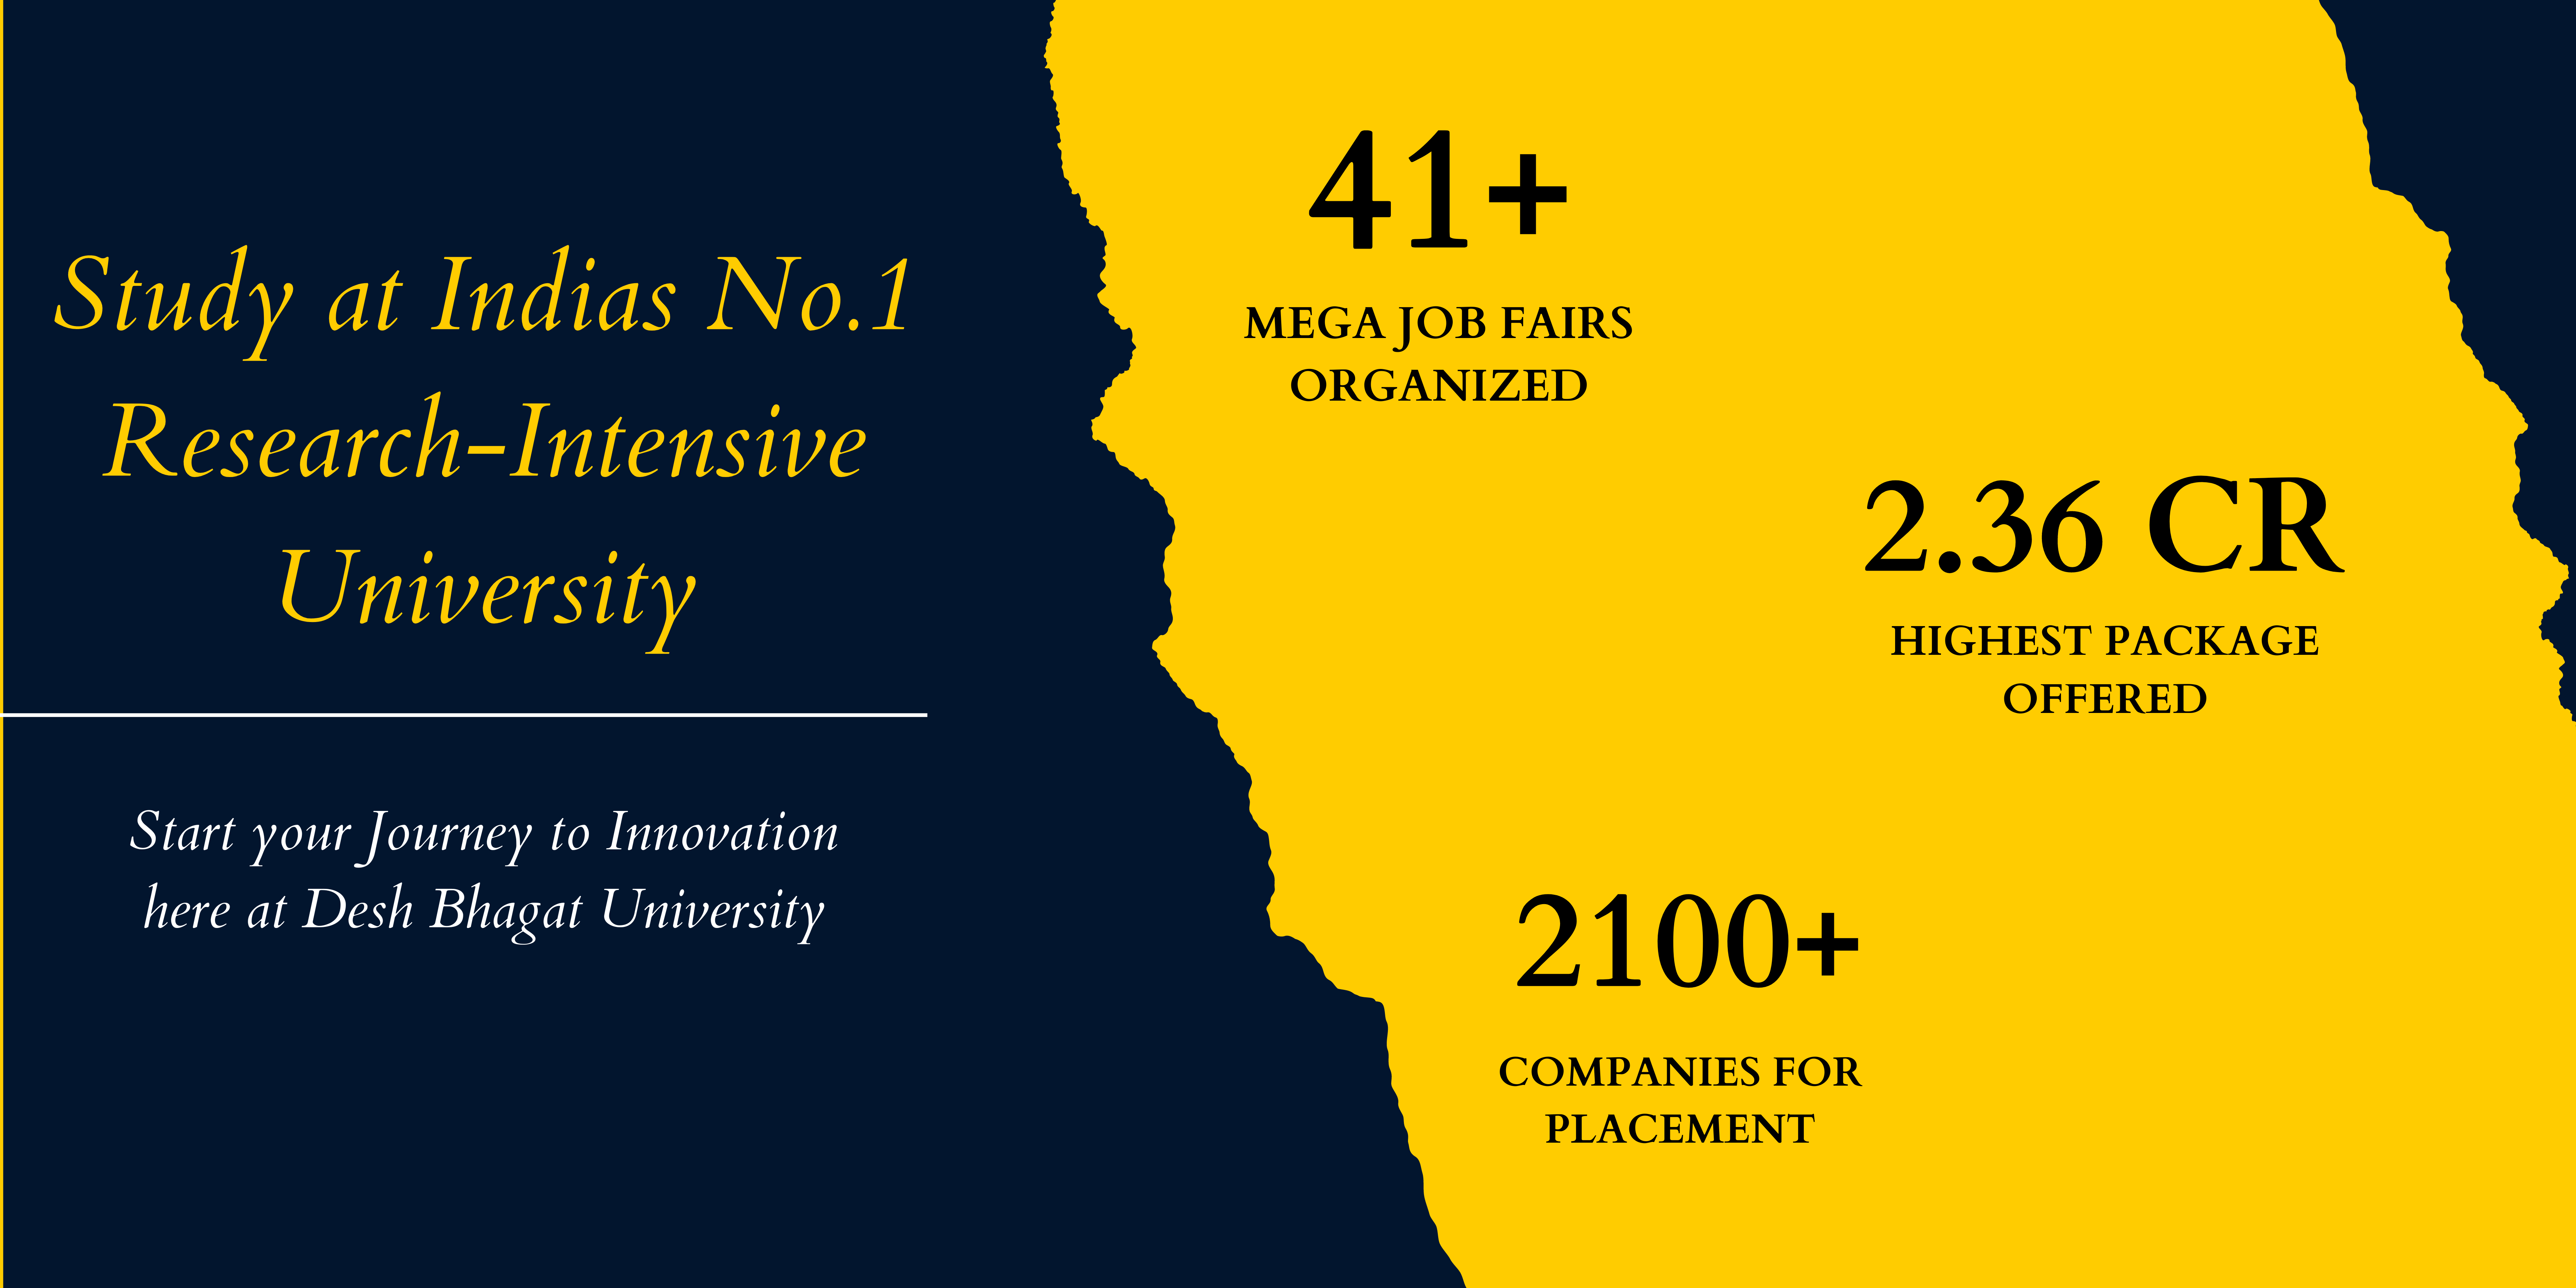 Study at Indias No.1
Research-Intensive
University
Start your Journey to Innovation
here at Desh Bhagat University
41+
MEGA JOB FAIRS
ORGANIZED
2.36 CR
HIGHEST PACKAGE
OFFERED
2100+
COMPANIES FOR
PLACEMENT